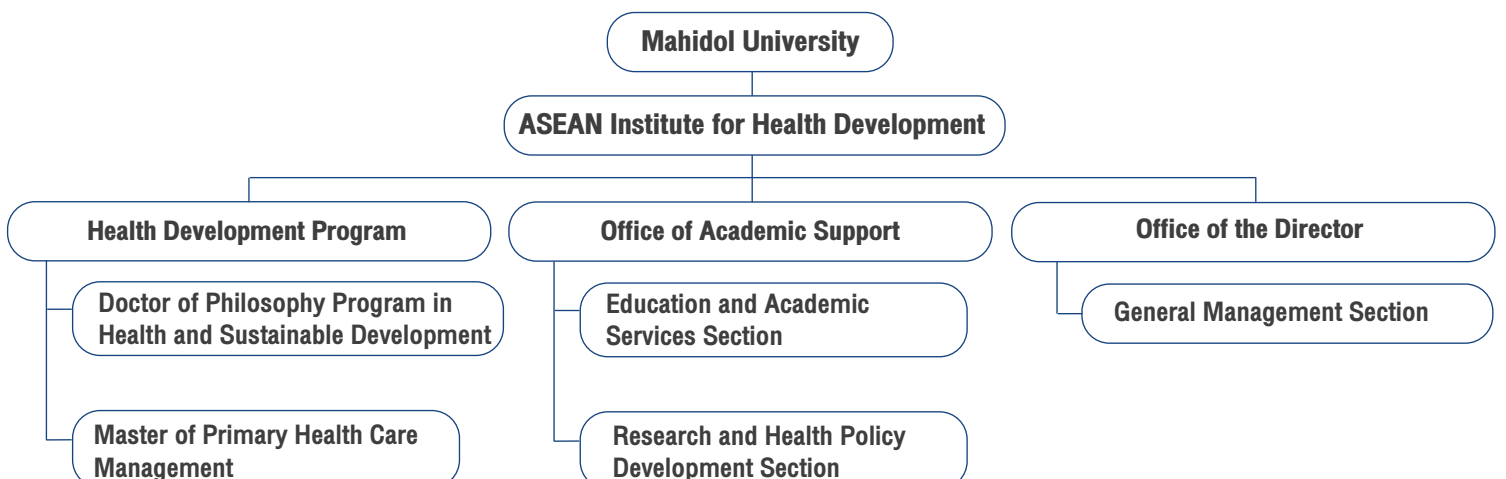 Mahidol University
ASEAN Institute for Health Development
Health Development Program
Doctor of Philosophy Program in
Health and Sustainable Development
Master of Primary Health Care
Management
Office of Academic Support
Education and Academic
Services Section
Research and Health Policy
Development Section
Office of the Director
General Management Section